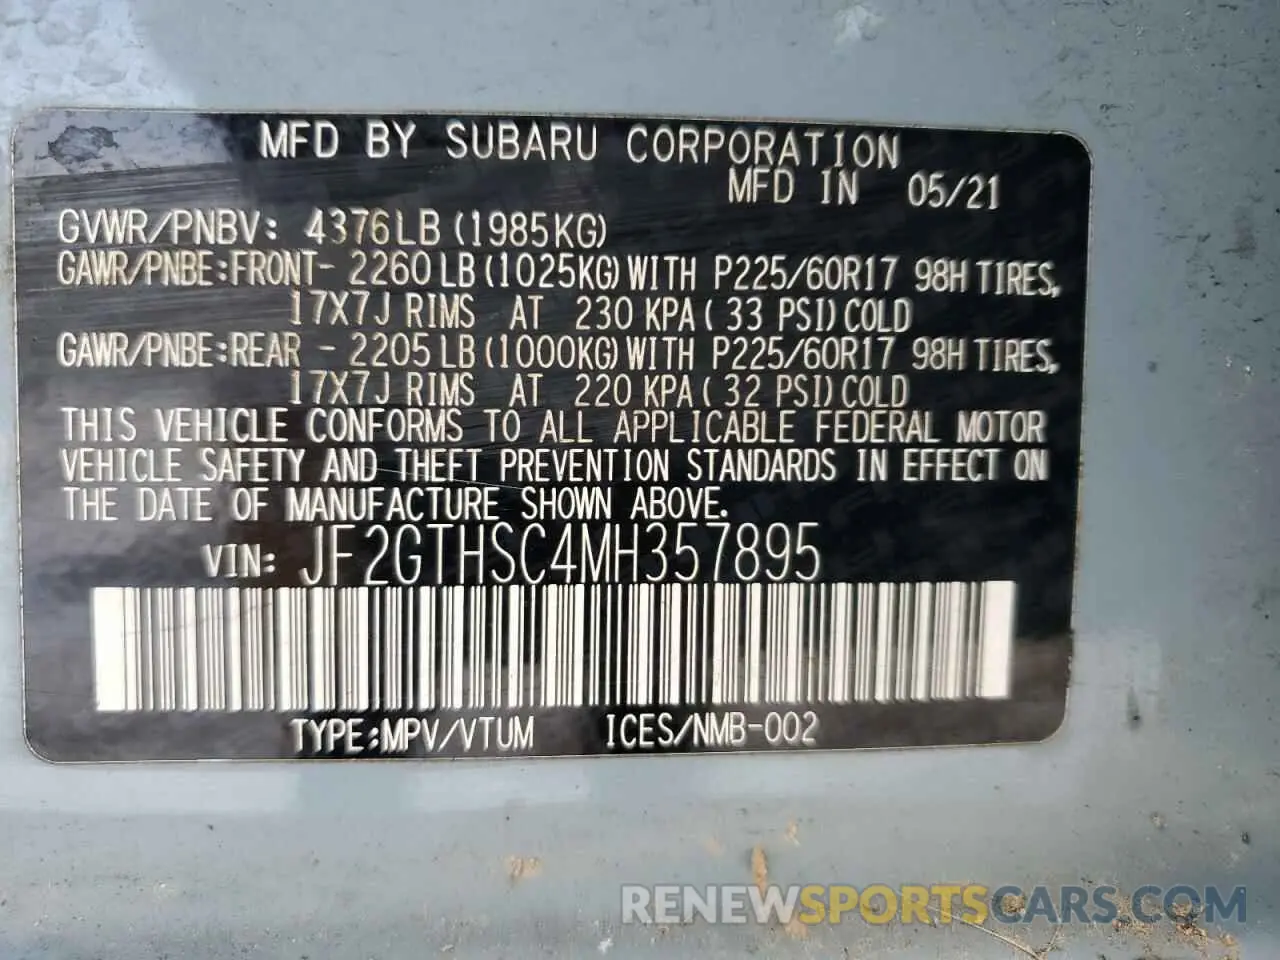 MFD BY SUBARU CORPORATION
MFD IN 05/21
GVWR/PNBV: 4376LB (1985KG)
GAWR/PNBE:FRONT- 2260LB (1025KG) WITH P225/60R17 98H TIRES,
17X7J RIMS AT 230 KPA ( 33 PSI) COLD
GAWR/PNBE:REAR - 2205LB (1000KG) WITH P225/60R17 98H TIRES,
17X7J RIMS AT 220 KPA ( 32 PSI) COLD
THIS VEHICLE CONFORMS TO ALL APPLICABLE FEDERAL MOTOR
VEHICLE SAFETY AND THEFT PREVENTION STANDARDS IN EFFECT ON
THE DATE OF MANUFACTURE SHOWN ABOVE.
VIN: JF2GTHSC4MH357895
TYPE:MPV/VTUM ICES/NMB-002
RENEWSPORTSCARS.COM